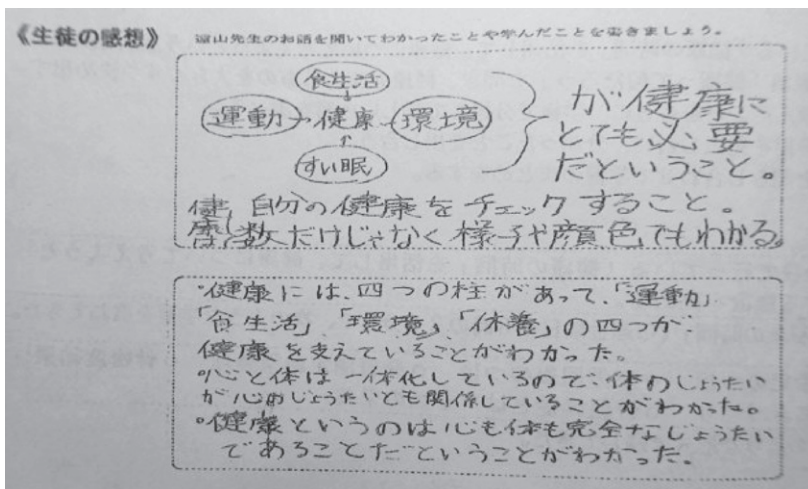 《生徒の感想》 遠山先生のお話を聞いてわかったことや学んだことを書きましょう。
食生活
運動→健康←環境
すい眠
が健康に
とても必要
だということ。
自分の健康をチェックすること。
数だけじゃなく様子や顔色でもわかる。
・健康には、四つの柱があって、「運動」
「食生活」、「環境」、「休養」の四つが
健康を支えていることがわかった。
・心と体は一体化しているので、体のじょうたい
が心のじょうたいとも関係していることがわかった。
・健康というのは心も体も完全なじょうたい
であることだということがわかった。